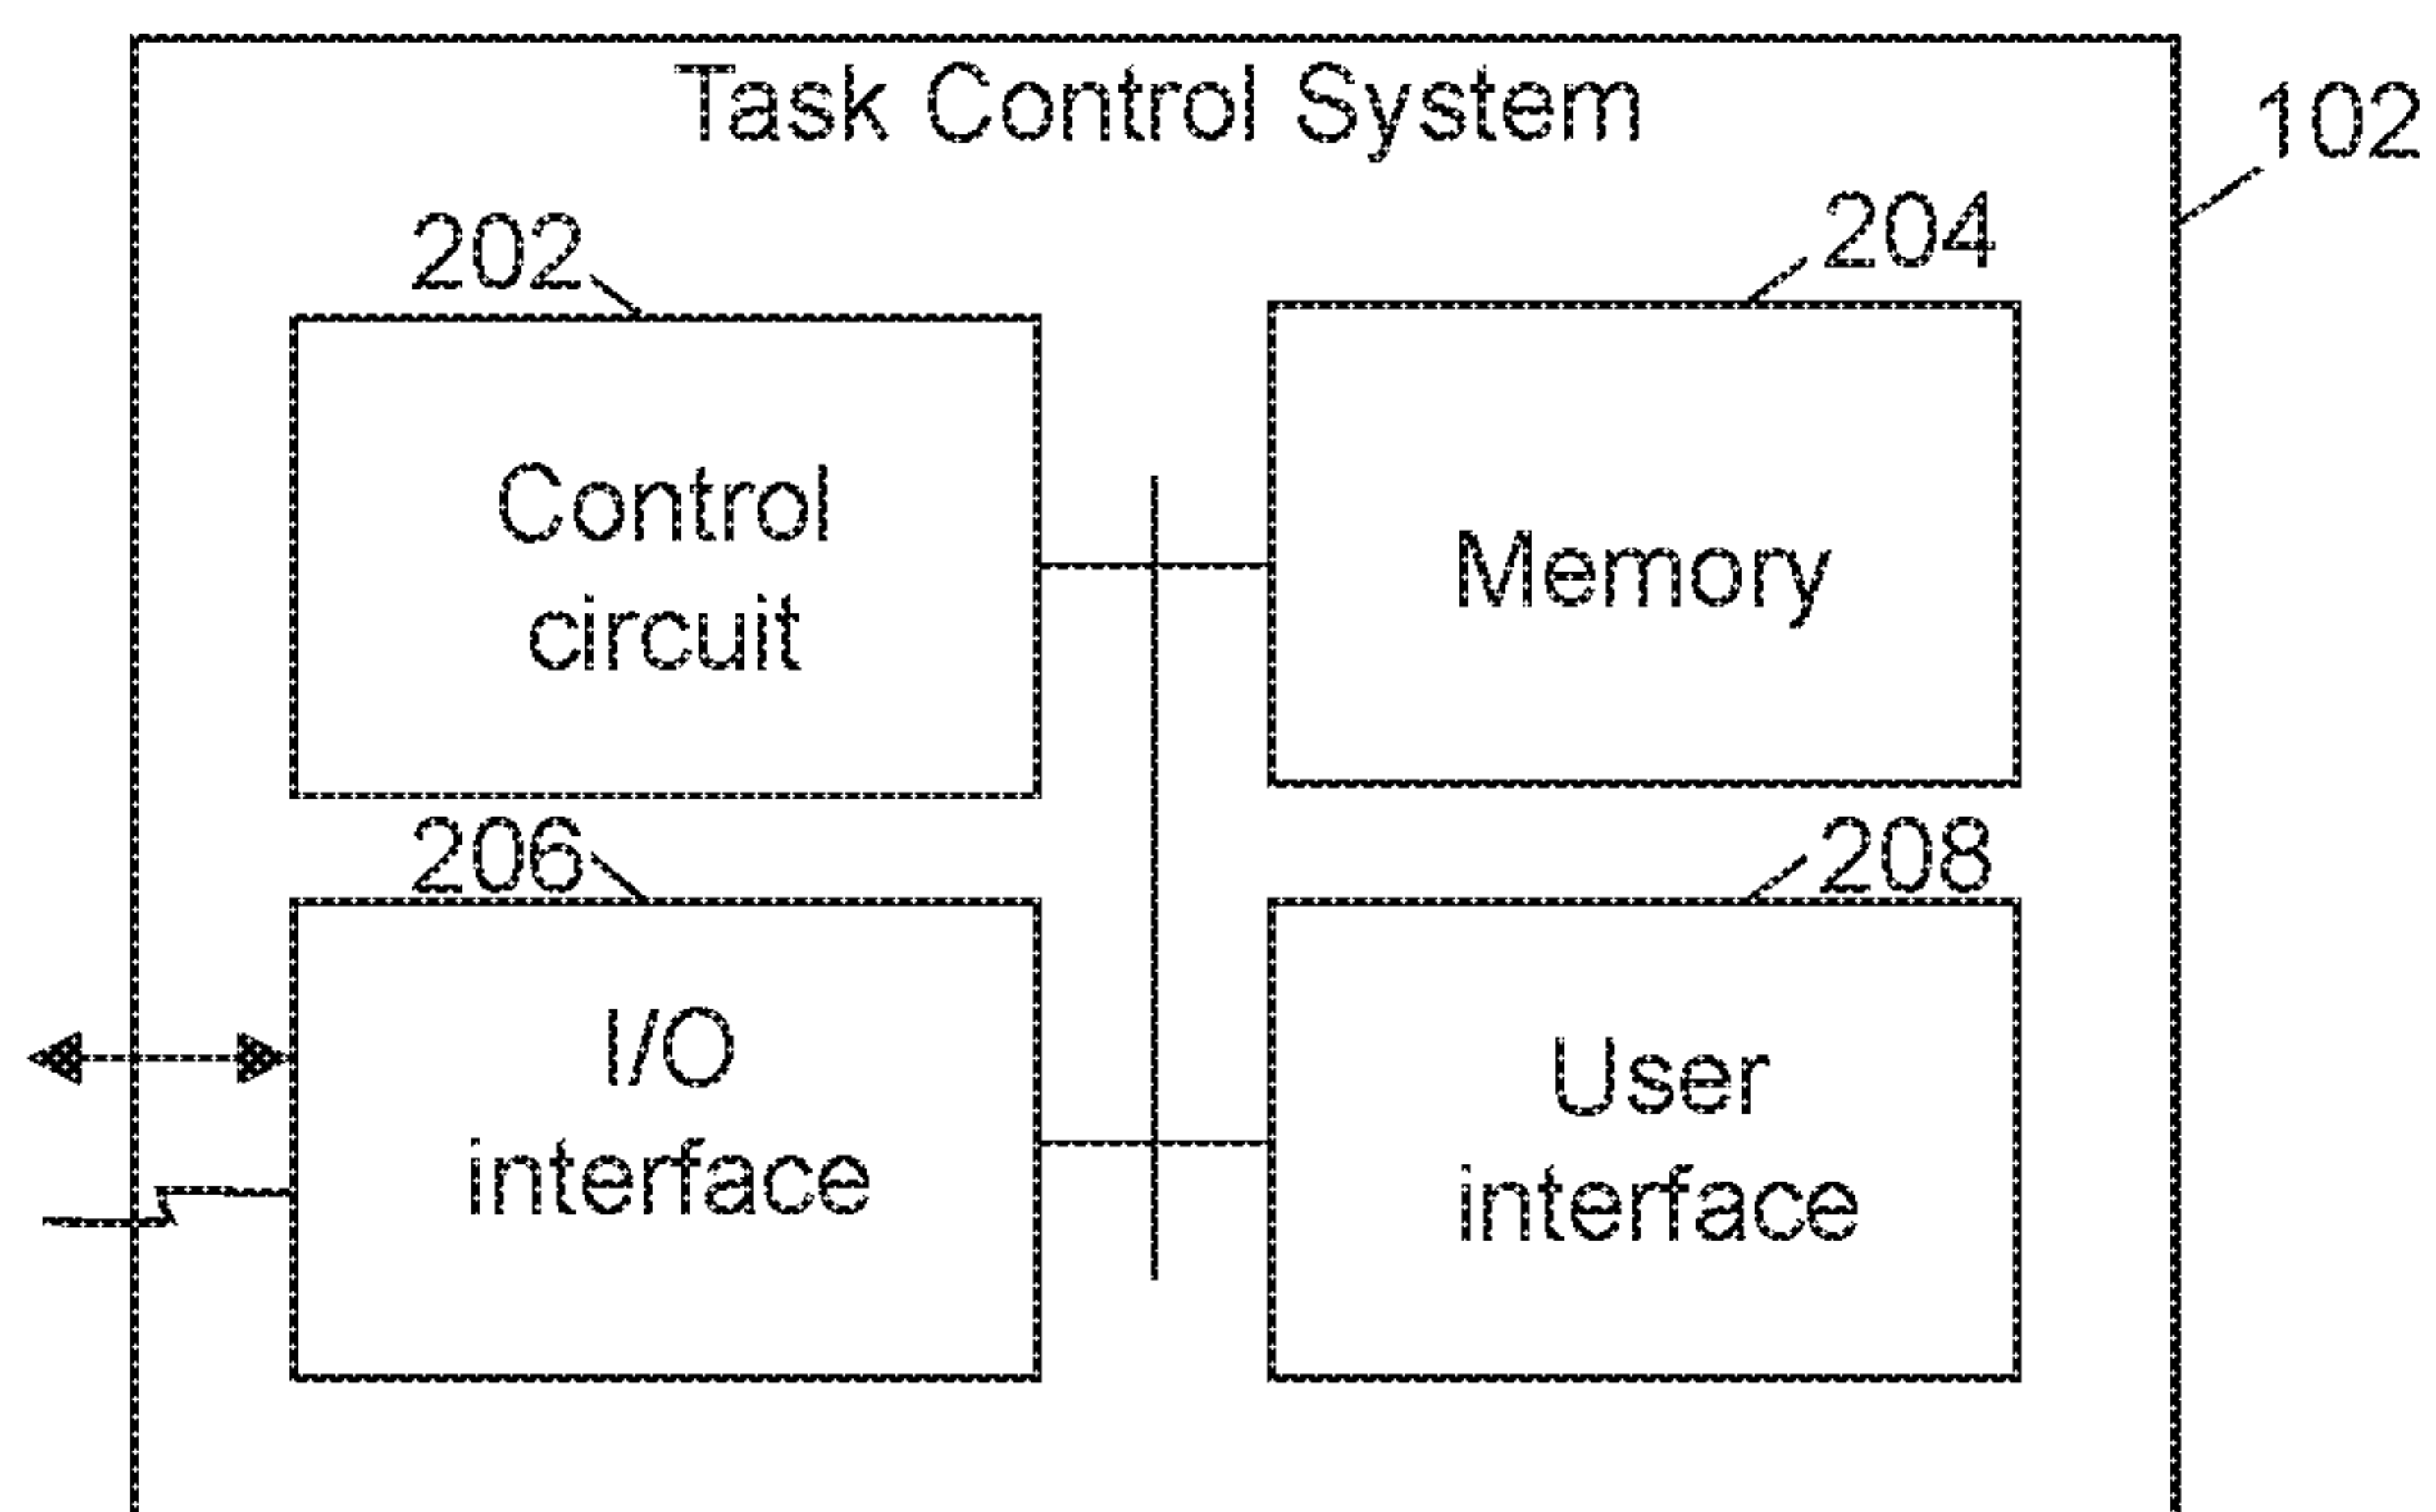 Task Control System
102
202
204
Control
circuit
Memory
206
208
I/O
interface
User
interface